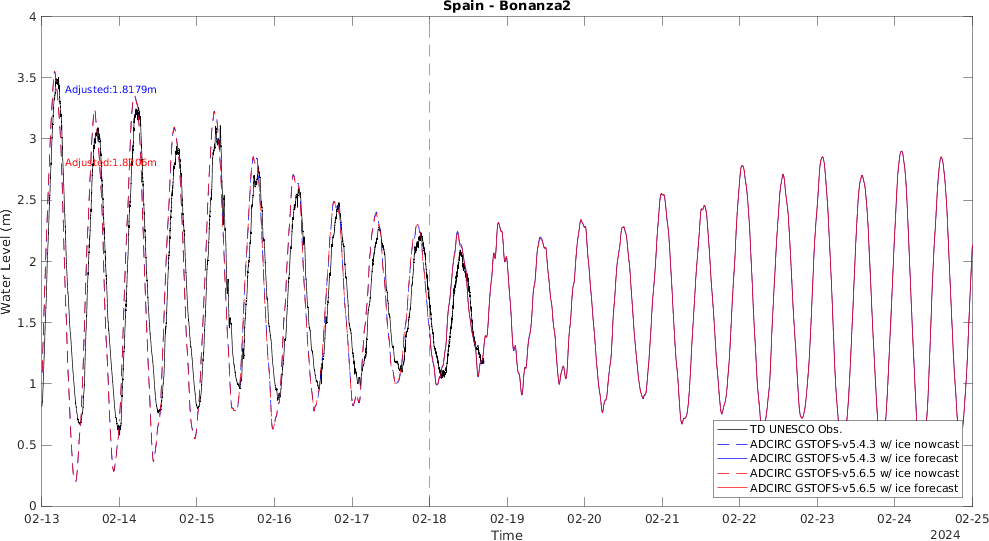 Spain - Bonanza2
4
3.5
3
2.5
2
1.5
1
0.5
0
Water Level (m)
Adjusted:1.8179m
TD UNESCO Obs.
ADCIRC GSTOFS-v5.4.3 w/ ice nowcast
ADCIRC GSTOFS-v5.4.3 w/ ice forecast
ADCIRC GSTOFS-v5.6.5 w/ ice nowcast
ADCIRC GSTOFS-v5.6.5 w/ ice forecast
02-13 02-14 02-15 02-16 02-17 02-18 02-19 02-20 02-21 02-22 02-23 02-24 02-25
Time
2024